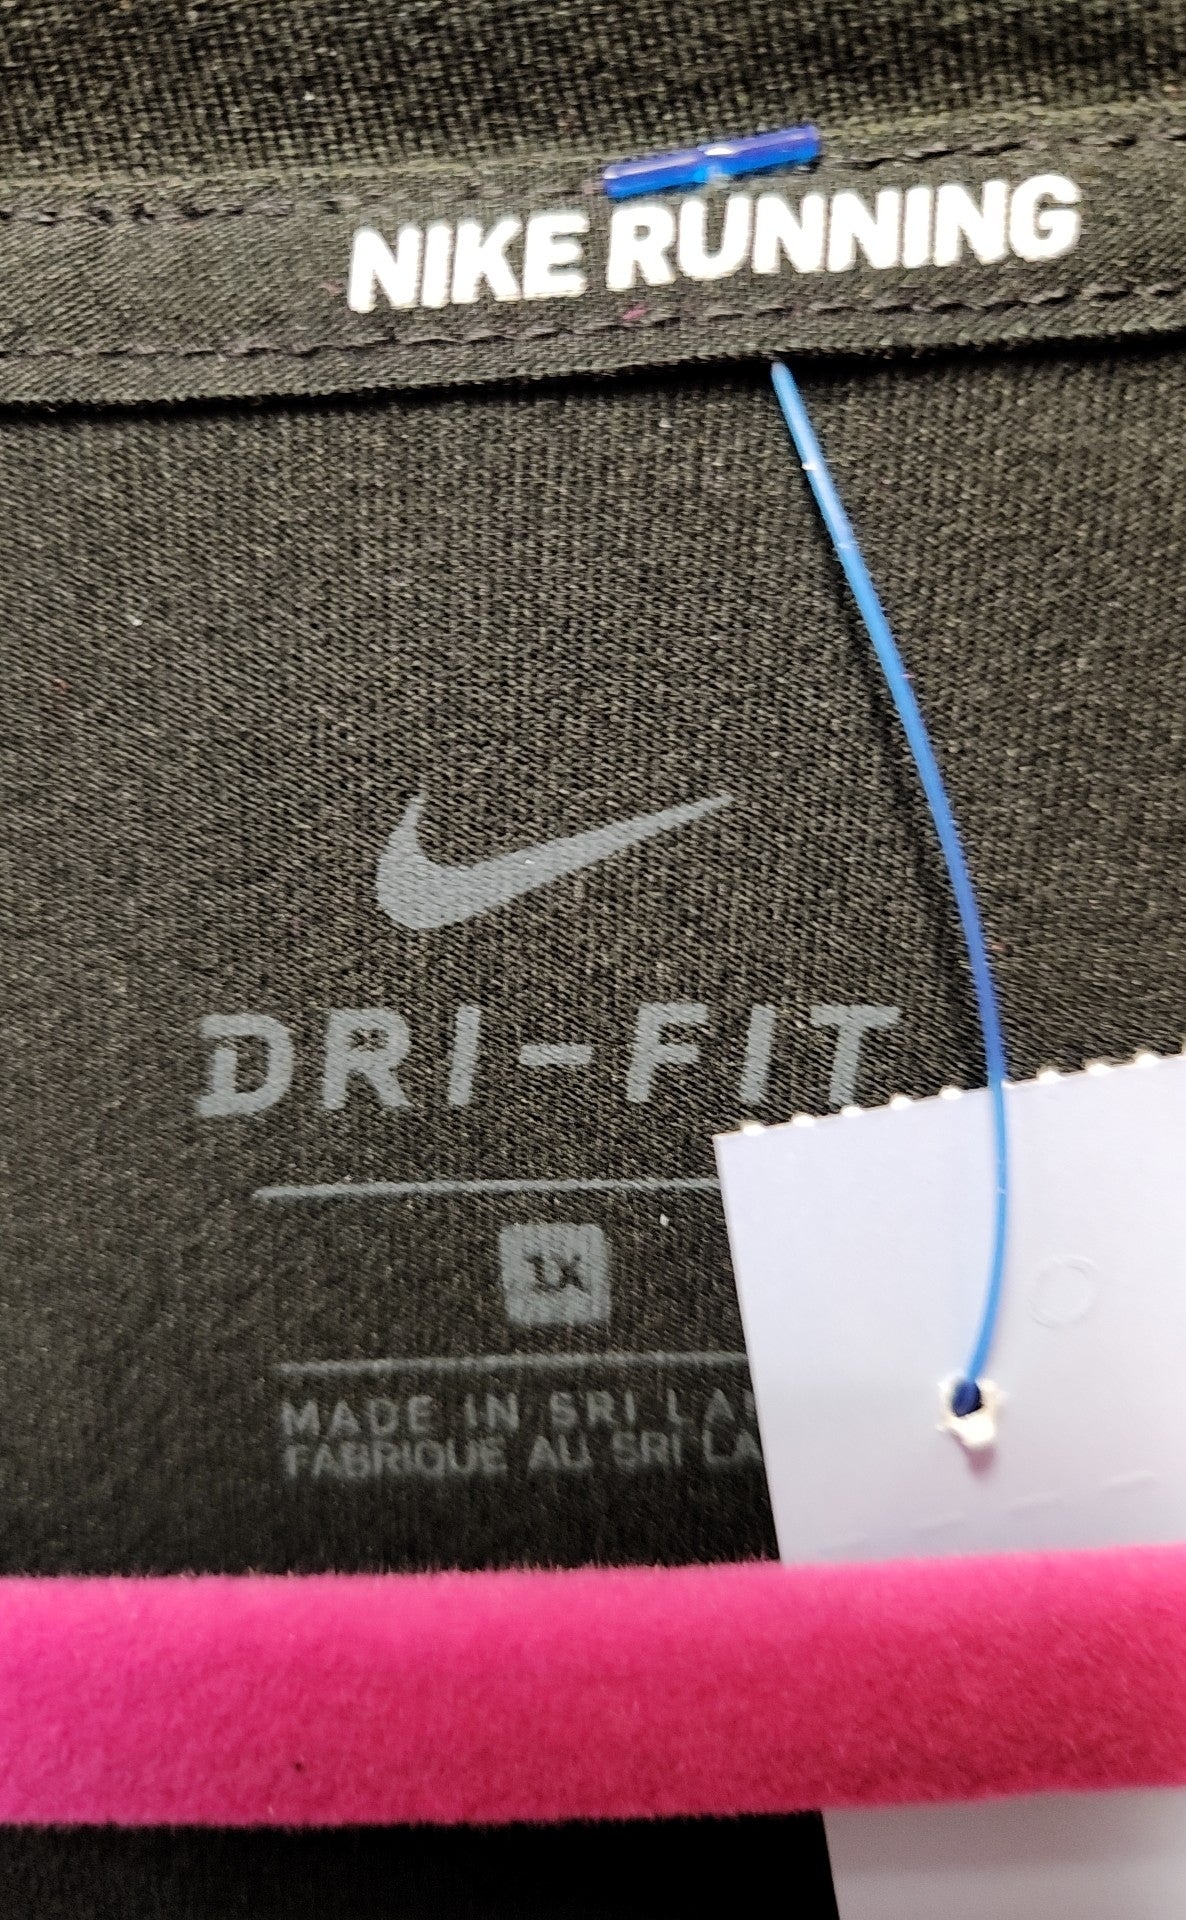 NIKE RUNNING
DRI-FIT
1X
MADE IN SRI
FABRIQUE AU SRI